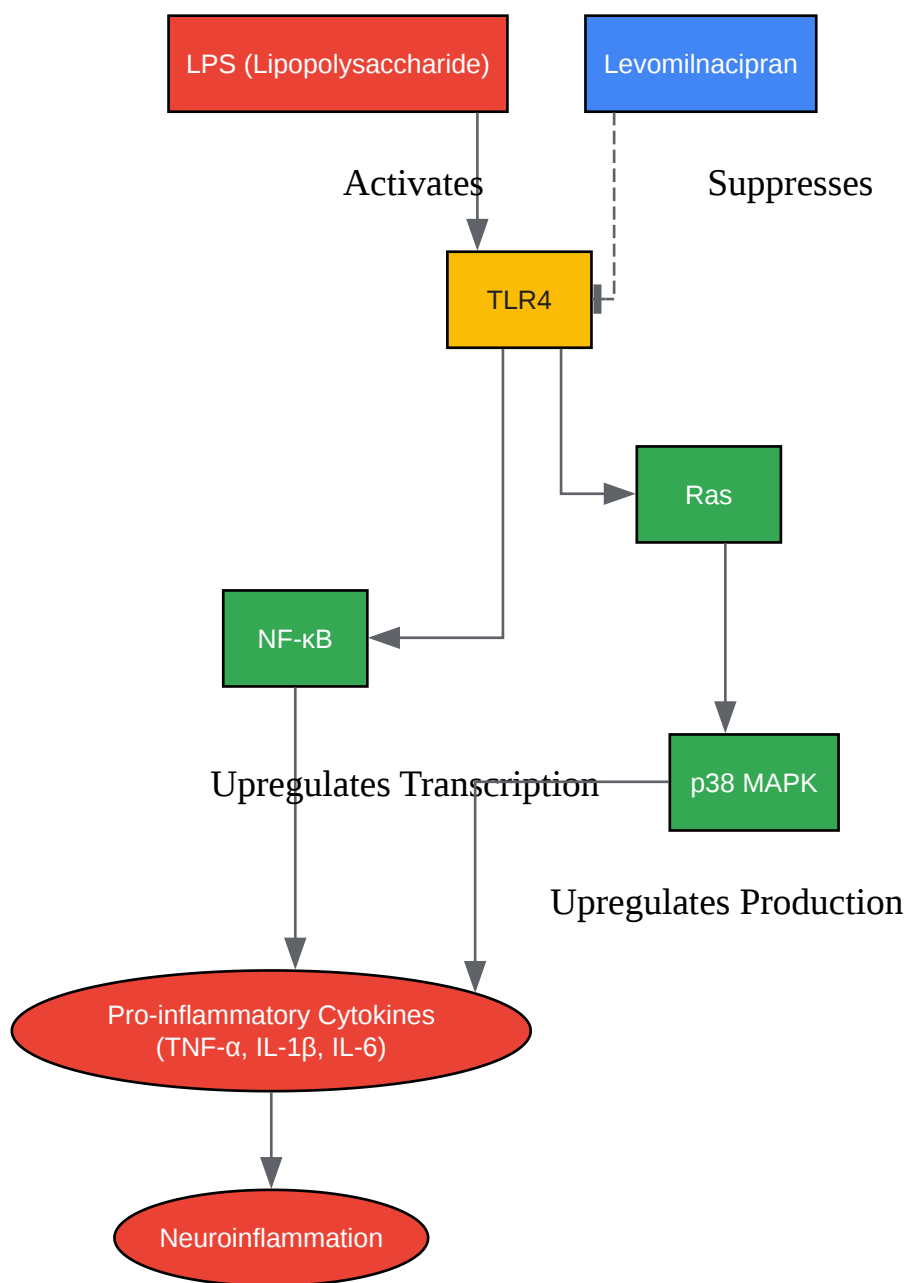 LPS (Lipopolysaccharide)
Levomilnacipran
Activates
Suppresses
TLR4
Ras
NF-κB
Upregulates Transcription
p38 MAPK
Upregulates Production
Pro-inflammatory Cytokines
(TNF-α, IL-1β, IL-6)
Neuroinflammation